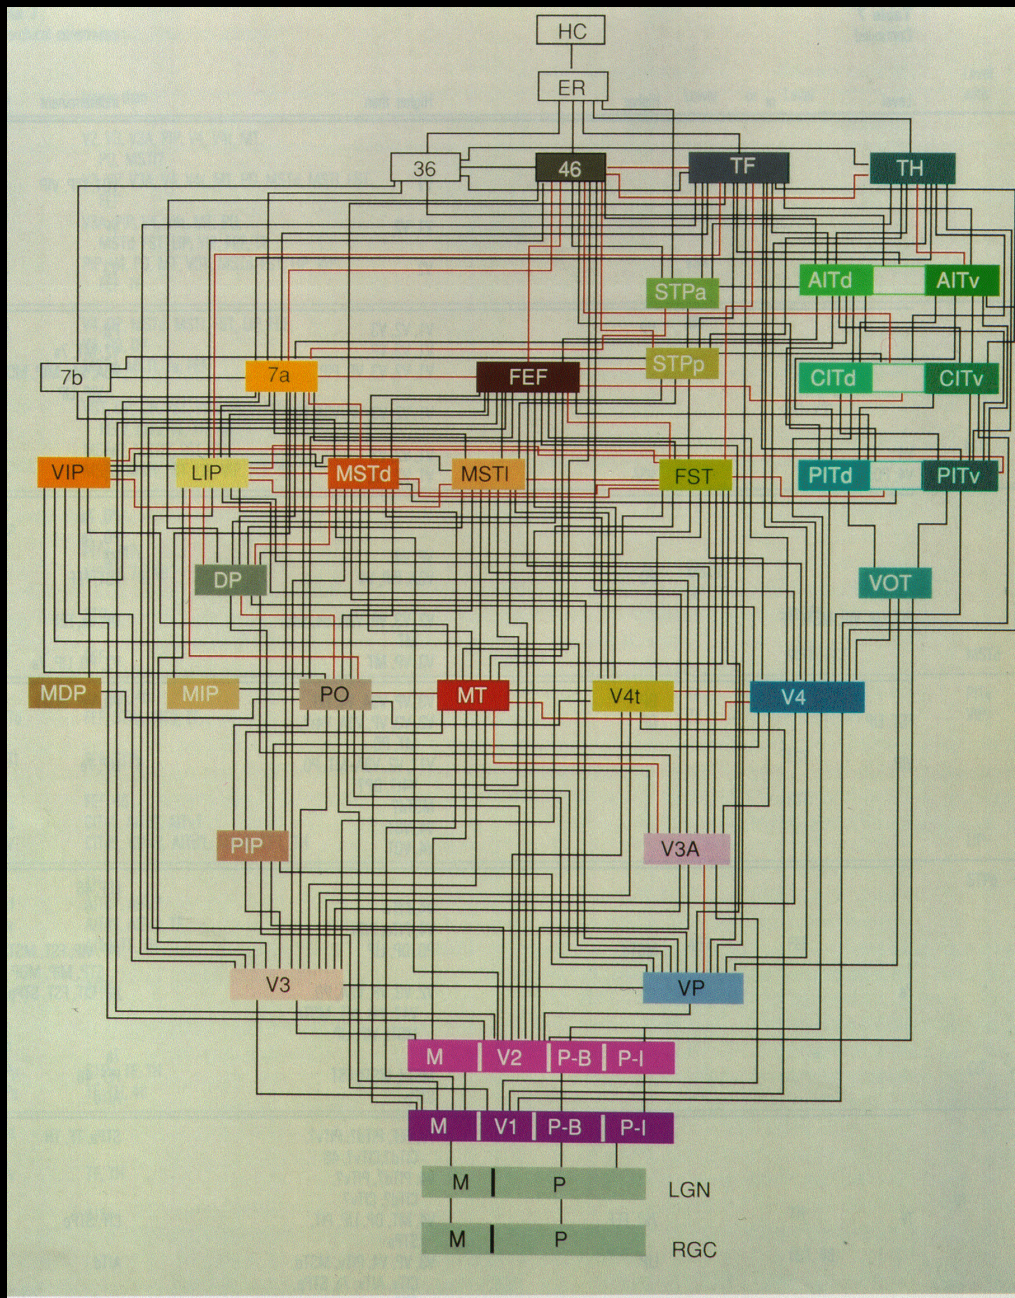 HC
ER
36 46 TF TH
STPa AITd AITv
7b 7a FEF STPp CITd CITv
VIP LIP MSTd MSTl FST PITd PITv
DP VOT
MDP MIP PO MT V4t V4
PIP V3A
V3 VP
M V2 P-B P-I
M V1 P-B P-I
M P LGN
M P RGC